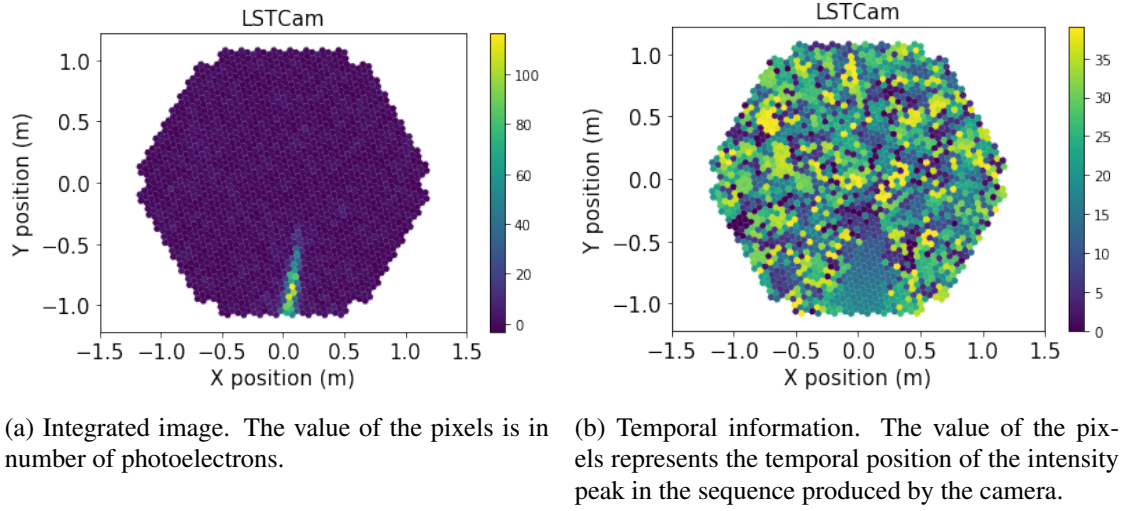 LSTCam
1.0
0.5
0.0
−0.5
−1.0
Y position (m)
−1.5 −1.0 −0.5 0.0 0.5 1.0 1.5
X position (m)
100
80
60
40
20
0
LSTCam
1.0
0.5
0.0
−0.5
−1.0
Y position (m)
−1.5 −1.0 −0.5 0.0 0.5 1.0 1.5
X position (m)
35
30
25
20
15
10
5
0
(a) Integrated image. The value of the pixels is in
number of photoelectrons.
(b) Temporal information. The value of the pix-
els represents the temporal position of the intensity
peak in the sequence produced by the camera.